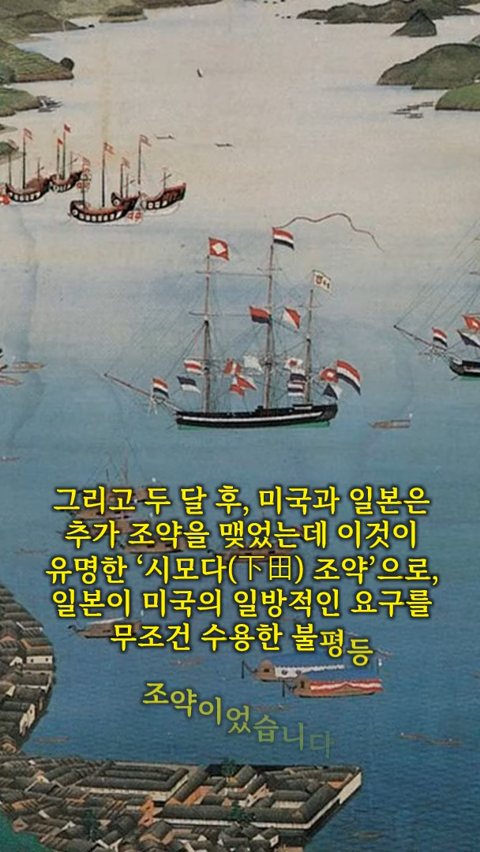 그리고 두 달 후, 미국과 일본은
추가 조약을 맺었는데 이것이
유명한 ‘시모다(下田) 조약’으로,
일본이 미국의 일방적인 요구를
무조건 수용한 불평등
조약이었습니다